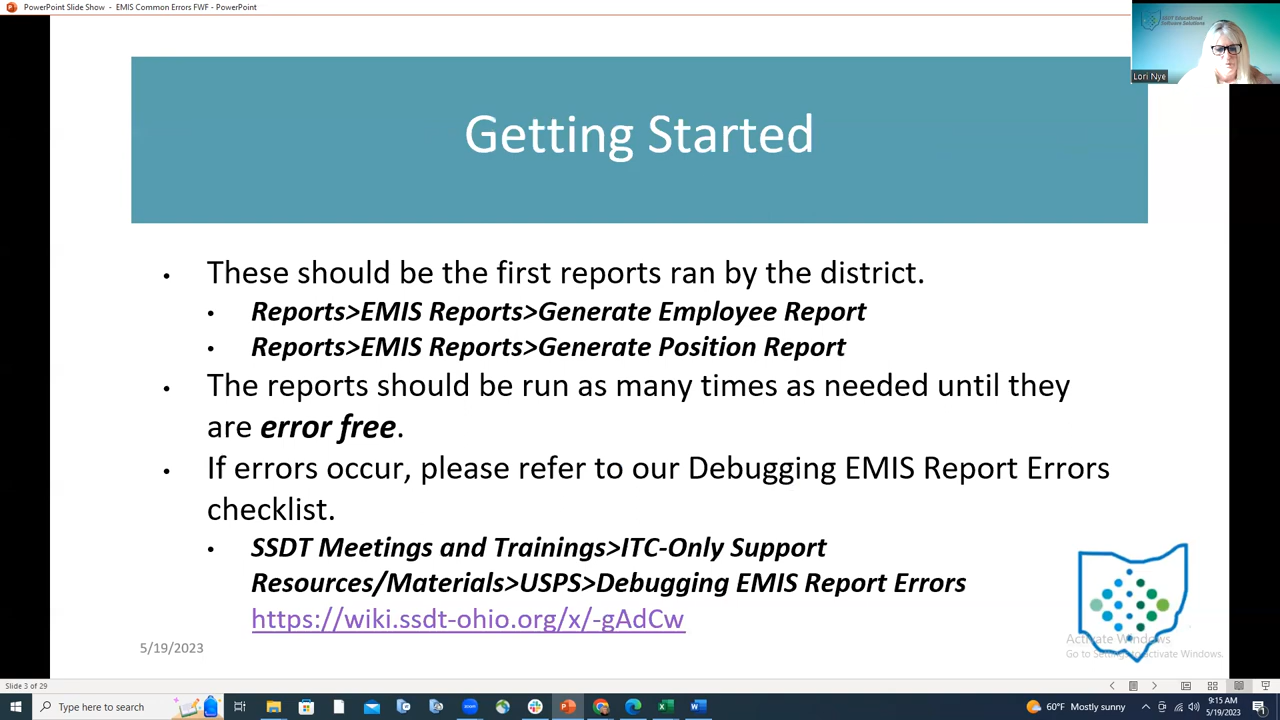 PowerPoint Slide Show - EMIS Common Errors FWF - PowerPoint
SSDT Educational
Software Solutions
Lori Nye
Getting Started
• These should be the first reports ran by the district.
• Reports>EMIS Reports>Generate Employee Report
• Reports>EMIS Reports>Generate Position Report
• The reports should be run as many times as needed until they
are error free.
• If errors occur, please refer to our Debugging EMIS Report Errors
checklist.
• SSDT Meetings and Trainings>ITC-Only Support
Resources/Materials>USPS>Debugging EMIS Report Errors
https://wiki.ssdt-ohio.org/x/-gAdCw
5/19/2023
Activate Windows
Go to Settings to activate Windows.
Slide 3 of 29
Type here to search
60°F Mostly sunny
9:15 AM
5/19/2023